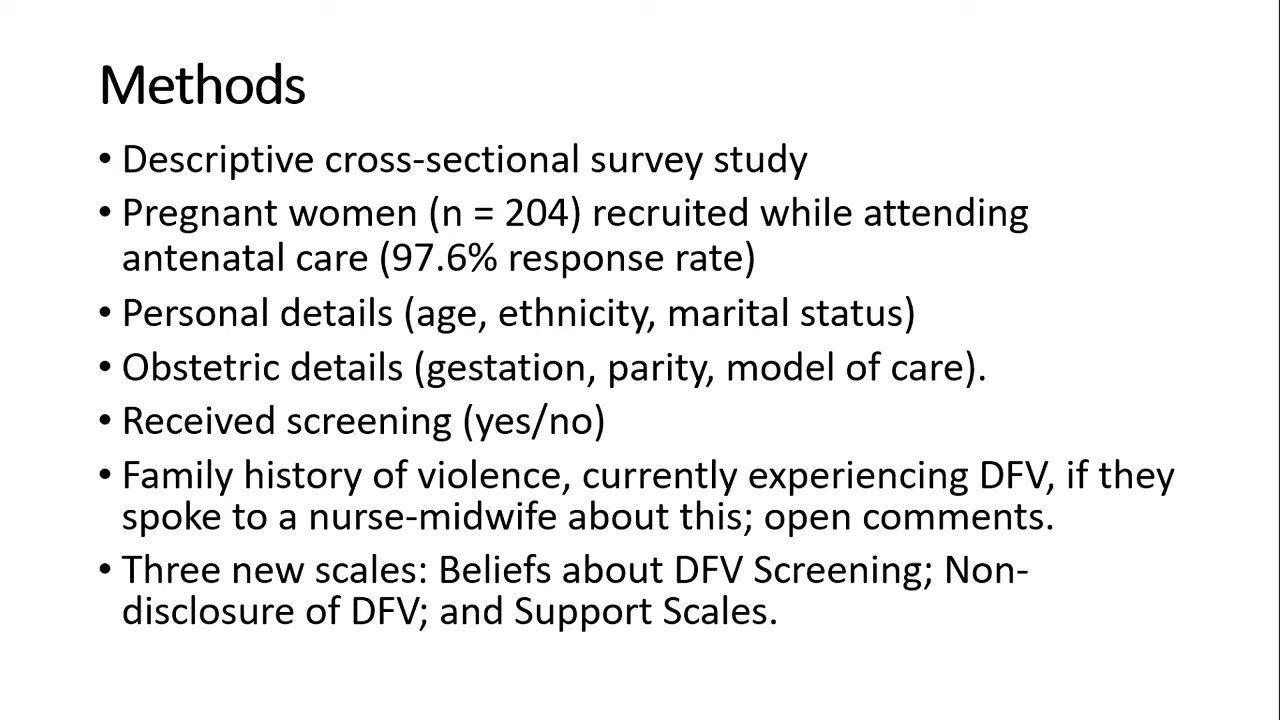 Methods
• Descriptive cross-sectional survey study
• Pregnant women (n = 204) recruited while attending
antenatal care (97.6% response rate)
• Personal details (age, ethnicity, marital status)
• Obstetric details (gestation, parity, model of care).
• Received screening (yes/no)
• Family history of violence, currently experiencing DFV, if they
spoke to a nurse-midwife about this; open comments.
• Three new scales: Beliefs about DFV Screening; Non-
disclosure of DFV; and Support Scales.